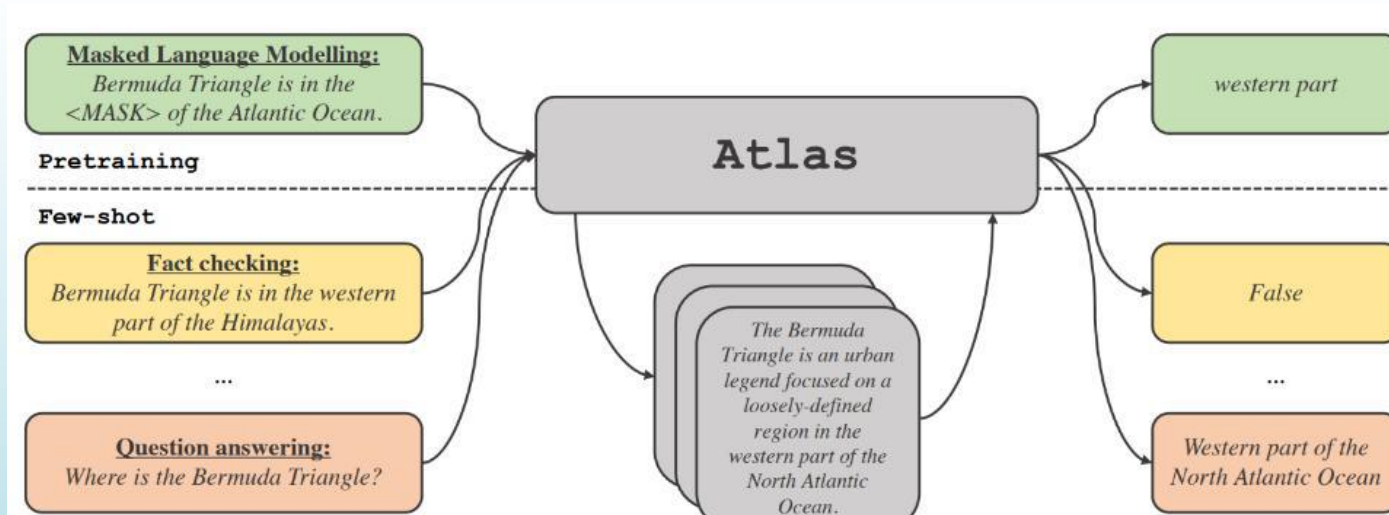 Masked Language Modelling:
Bermuda Triangle is in the
<MASK> of the Atlantic Ocean.
Pretraining
Few-shot
Fact checking:
Bermuda Triangle is in the western
part of the Himalayas.
...
Question answering:
Where is the Bermuda Triangle?
Atlas
The Bermuda
Triangle is an urban
legend focused on a
loosely-defined
region in the
western part of the
North Atlantic
Ocean.
western part
False
...
Western part of the
North Atlantic Ocean